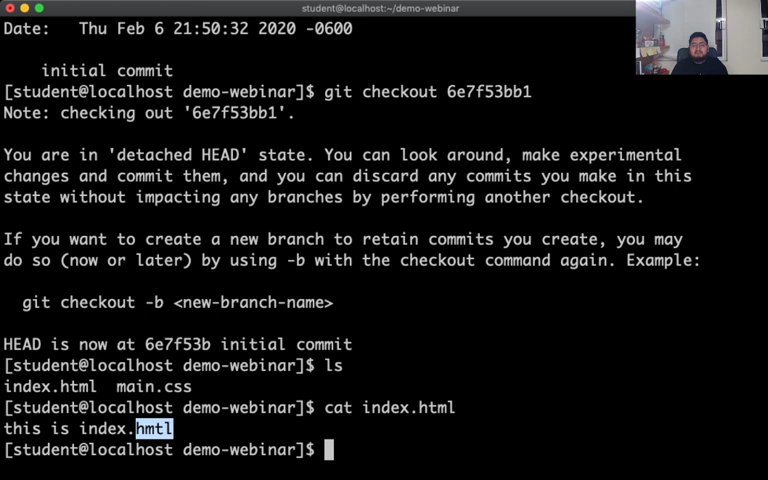 student@localhost:~/demo-webinar
Date:   Thu Feb 6 21:50:32 2020 -0600
initial commit
[student@localhost demo-webinar]$ git checkout 6e7f53bb1
Note: checking out '6e7f53bb1'.
You are in 'detached HEAD' state. You can look around, make experimental
changes and commit them, and you can discard any commits you make in this
state without impacting any branches by performing another checkout.
If you want to create a new branch to retain commits you create, you may
do so (now or later) by using -b with the checkout command again. Example:
git checkout -b <new-branch-name>
HEAD is now at 6e7f53b initial commit
[student@localhost demo-webinar]$ ls
index.html  main.css
[student@localhost demo-webinar]$ cat index.html
this is index.hmtl
[student@localhost demo-webinar]$